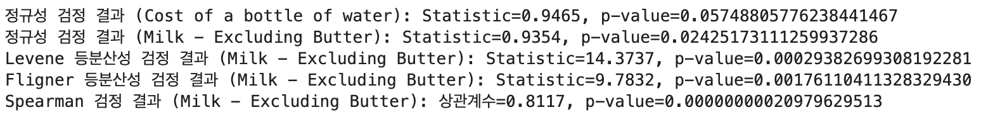 정규성 검정 결과 (Cost of a bottle of water): Statistic=0.9465, p-value=0.05748805776238441467
정규성 검정 결과 (Milk - Excluding Butter): Statistic=0.9354, p-value=0.02425173111259937286
Levene 등분산성 검정 결과 (Milk - Excluding Butter): Statistic=14.3737, p-value=0.00029382699308192281
Fligner 등분산성 검정 결과 (Milk - Excluding Butter): Statistic=9.7832, p-value=0.00176110411328329430
Spearman 검정 결과 (Milk - Excluding Butter): 상관계수=0.8117, p-value=0.00000000020979629513